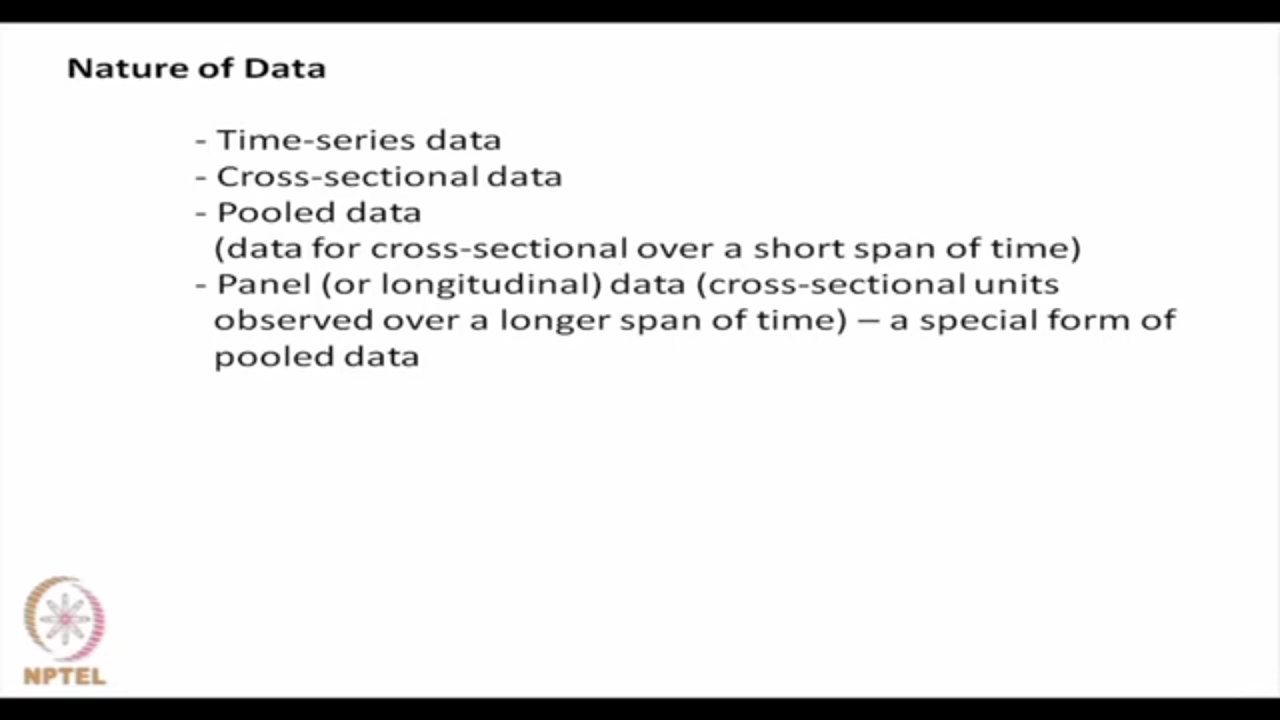 Nature of Data
- Time-series data
- Cross-sectional data
- Pooled data
(data for cross-sectional over a short span of time)
- Panel (or longitudinal) data (cross-sectional units
observed over a longer span of time) – a special form of
pooled data
NPTEL